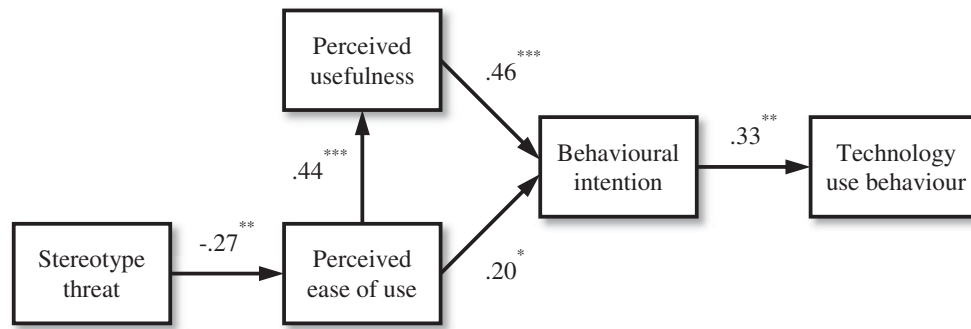 Perceived
usefulness
.46***
.44***
Behavioural
intention
.33**
Technology
use behaviour
Stereotype
threat
-.27**
Perceived
ease of use
.20*